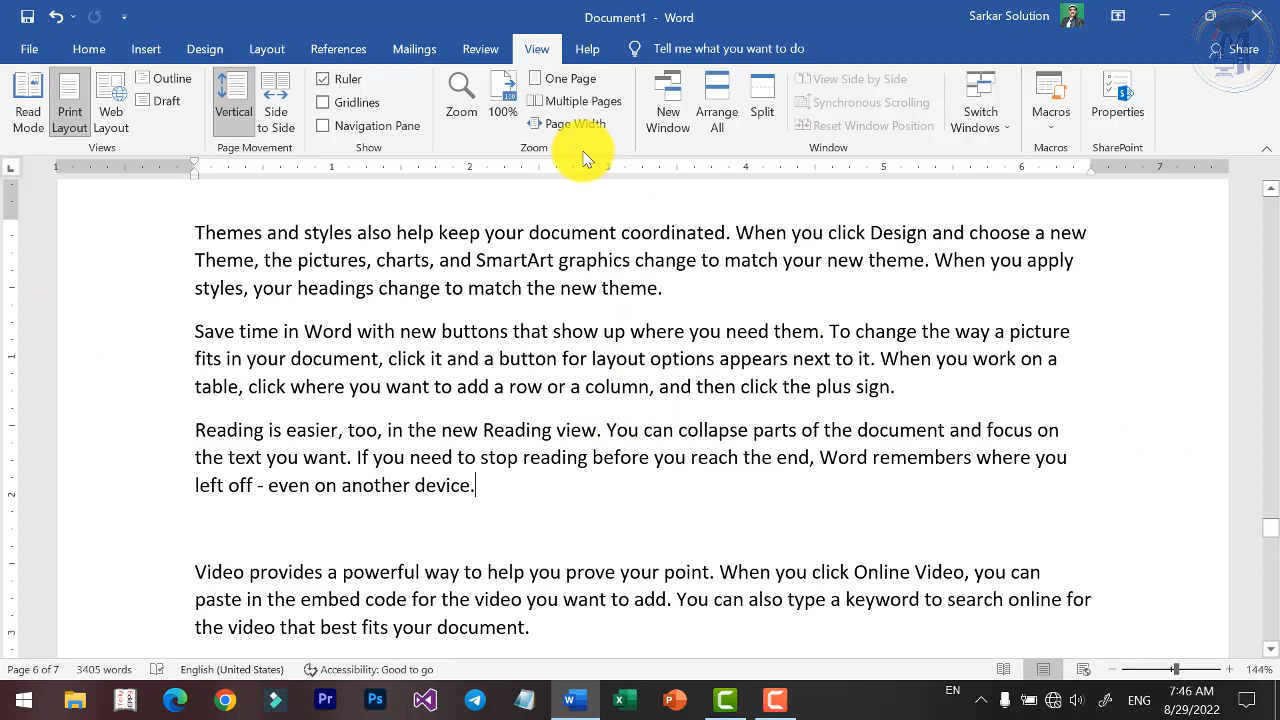 Document1 - Word
Sarkar Solution
File Home Insert Design Layout References Mailings Review View Help Tell me what you want to do Share
Read Mode
Print Layout
Web Layout
Outline
Draft
Views
Vertical
Side to Side
Page Movement
Ruler
Gridlines
Navigation Pane
Show
Zoom
100%
One Page
Multiple Pages
Page Width
Zoom
New Window
Arrange All
Split
View Side by Side
Synchronous Scrolling
Reset Window Position
Switch Windows
Window
Macros
Macros
Properties
SharePoint
1 1 2 3 4 5 6 7
Themes and styles also help keep your document coordinated. When you click Design and choose a new
Theme, the pictures, charts, and SmartArt graphics change to match your new theme. When you apply
styles, your headings change to match the new theme.
Save time in Word with new buttons that show up where you need them. To change the way a picture
fits in your document, click it and a button for layout options appears next to it. When you work on a
table, click where you want to add a row or a column, and then click the plus sign.
Reading is easier, too, in the new Reading view. You can collapse parts of the document and focus on
the text you want. If you need to stop reading before you reach the end, Word remembers where you
left off - even on another device.
Video provides a powerful way to help you prove your point. When you click Online Video, you can
paste in the embed code for the video you want to add. You can also type a keyword to search online for
the video that best fits your document.
1
2
3
Page 6 of 7 3405 words English (United States) Accessibility: Good to go 144%
EN ENG 7:46 AM
8/29/2022